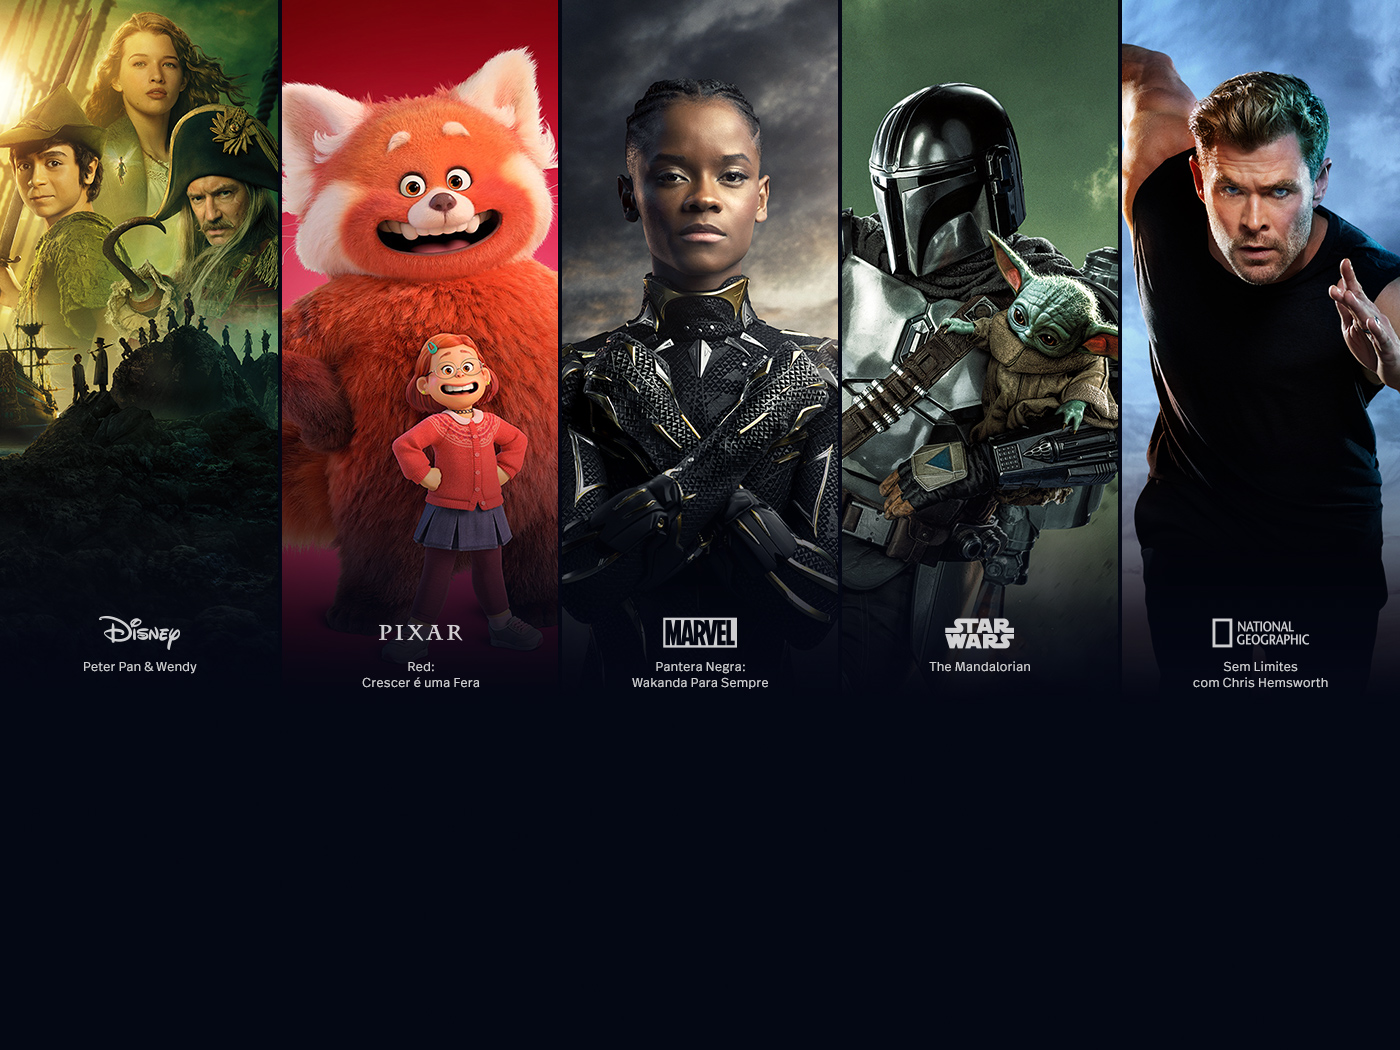 Disney
Peter Pan & Wendy
PIXAR
Red:
Crescer é uma Fera
MARVEL
Pantera Negra:
Wakanda Para Sempre
STAR
WARS
The Mandalorian
NATIONAL
GEOGRAPHIC
Sem Limites
com Chris Hemsworth